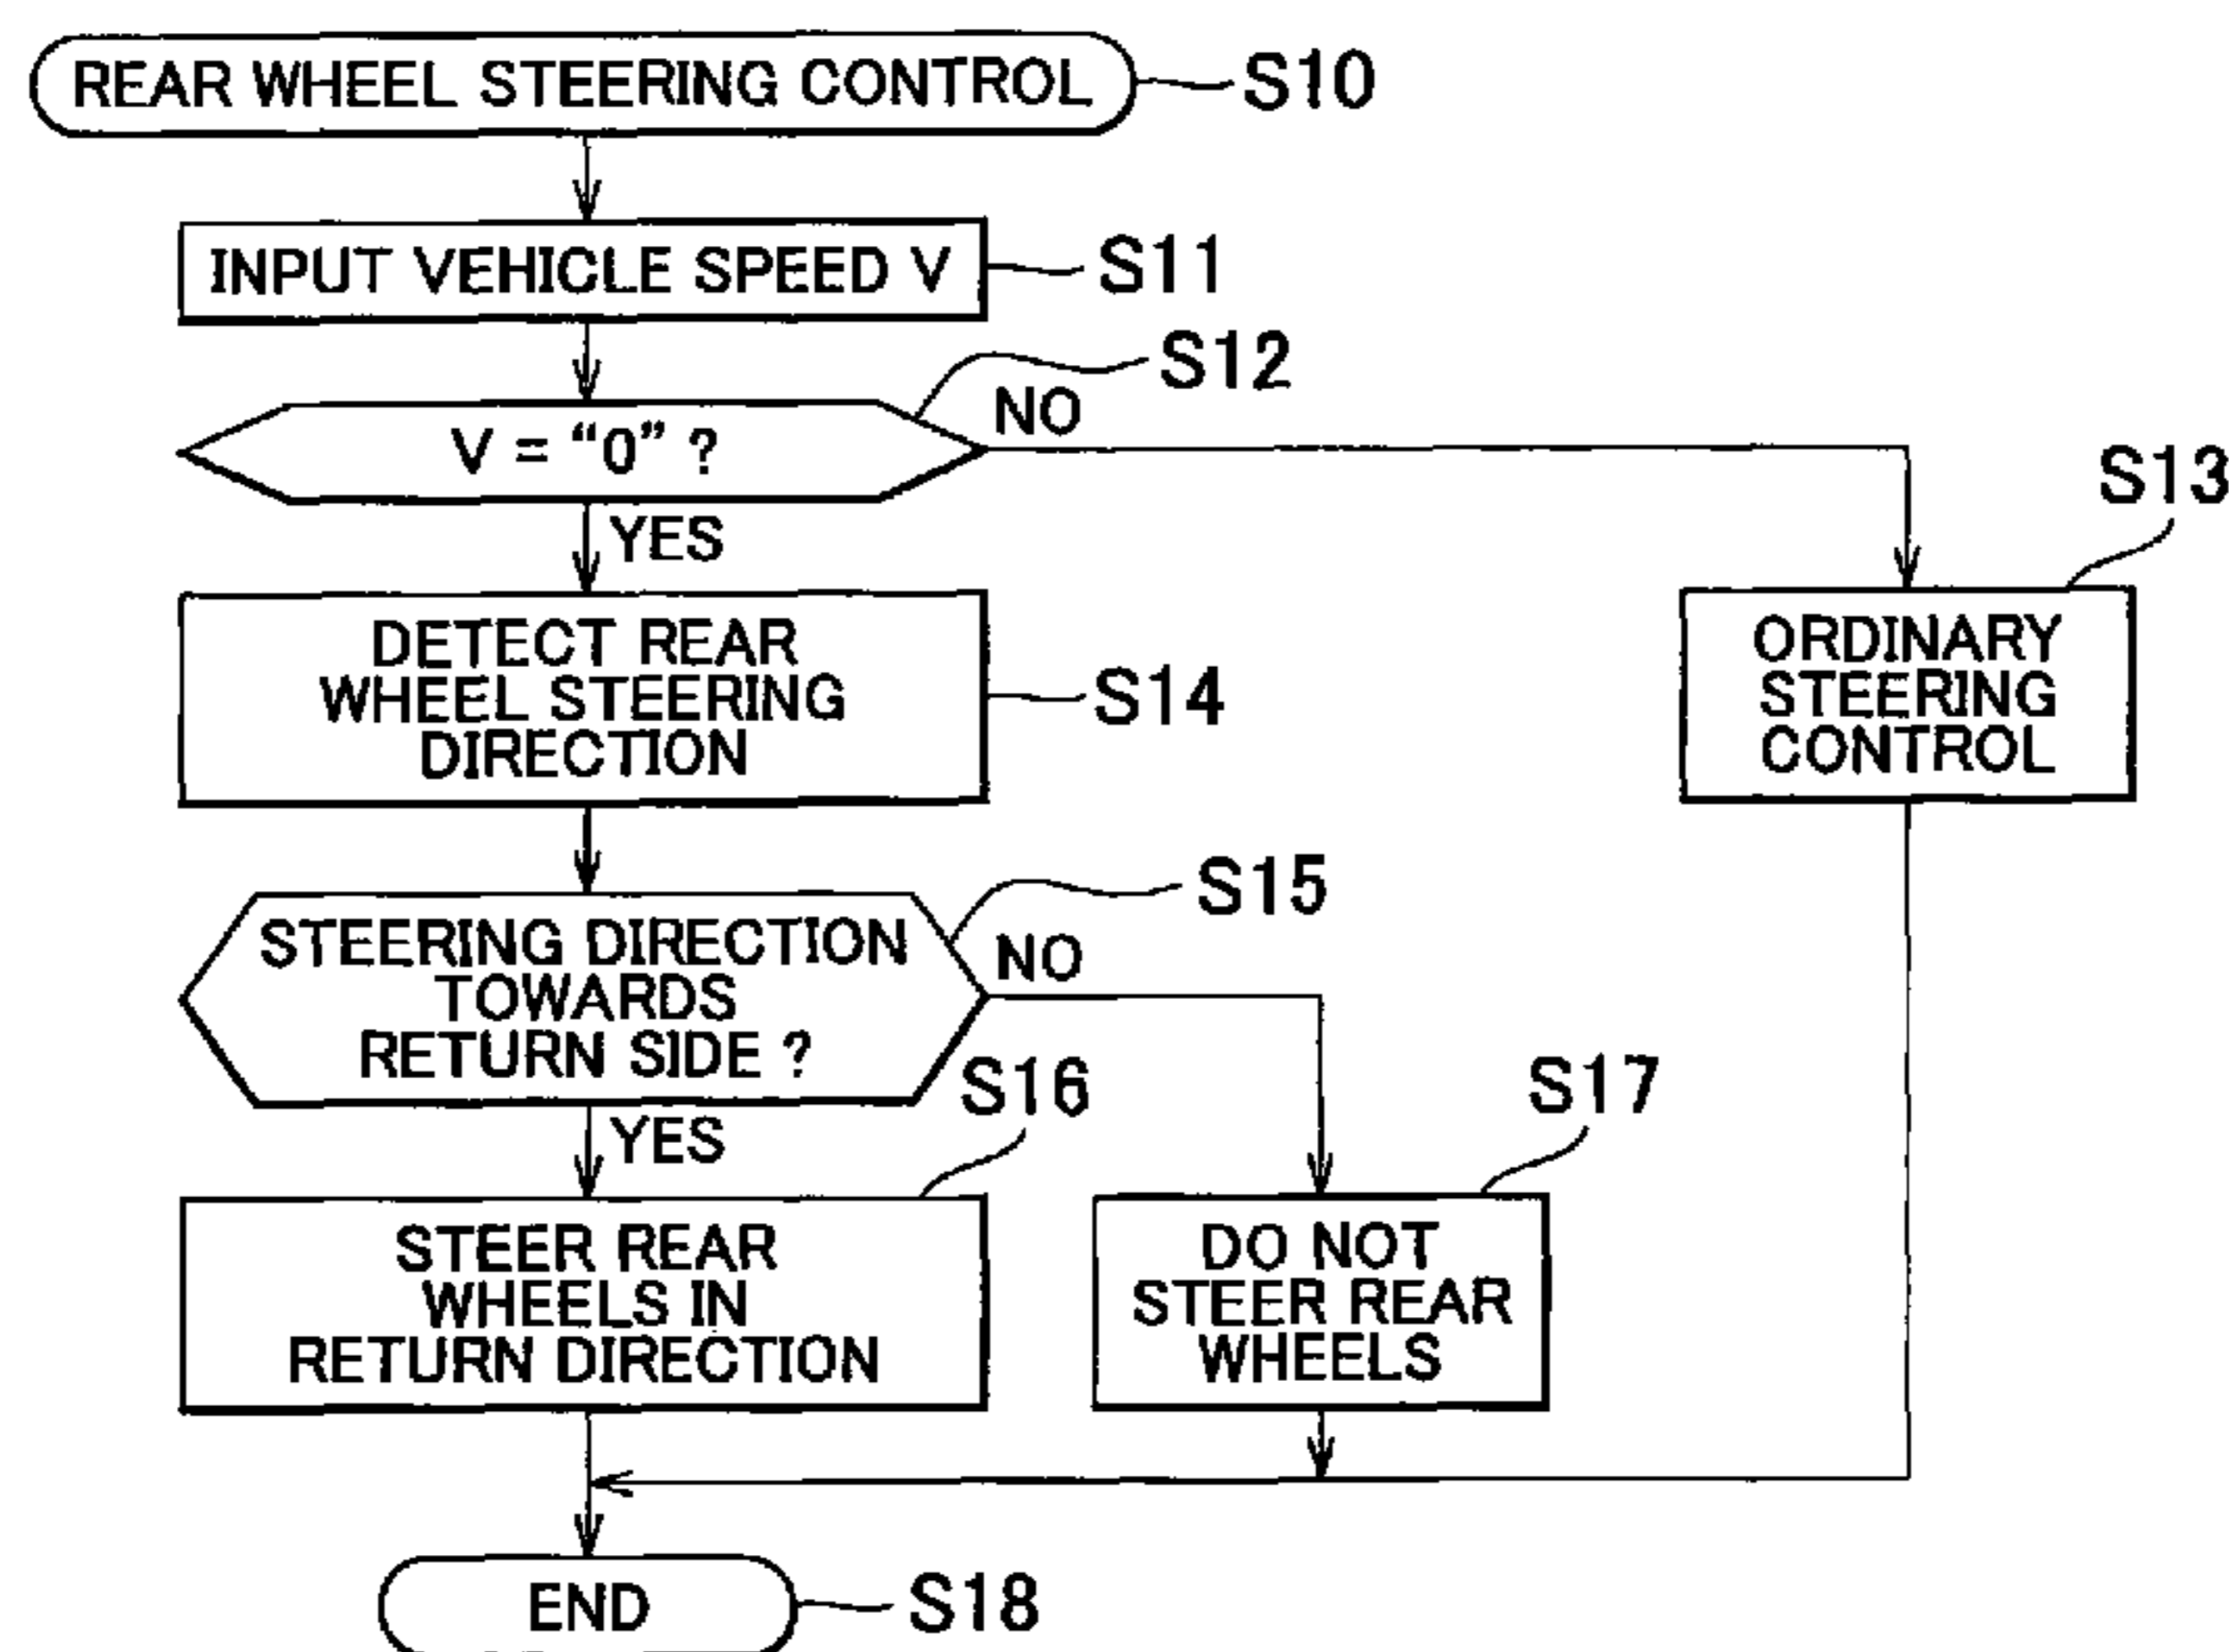 REAR WHEEL STEERING CONTROL
S10
INPUT VEHICLE SPEED V
S11
S12
V = “0” ?
NO
YES
S13
DETECT REAR
WHEEL STEERING
DIRECTION
S14
ORDINARY
STEERING
CONTROL
S15
STEERING DIRECTION
TOWARDS
RETURN SIDE ?
NO
YES
S16
S17
STEER REAR
WHEELS IN
RETURN DIRECTION
DO NOT
STEER REAR
WHEELS
END
S18